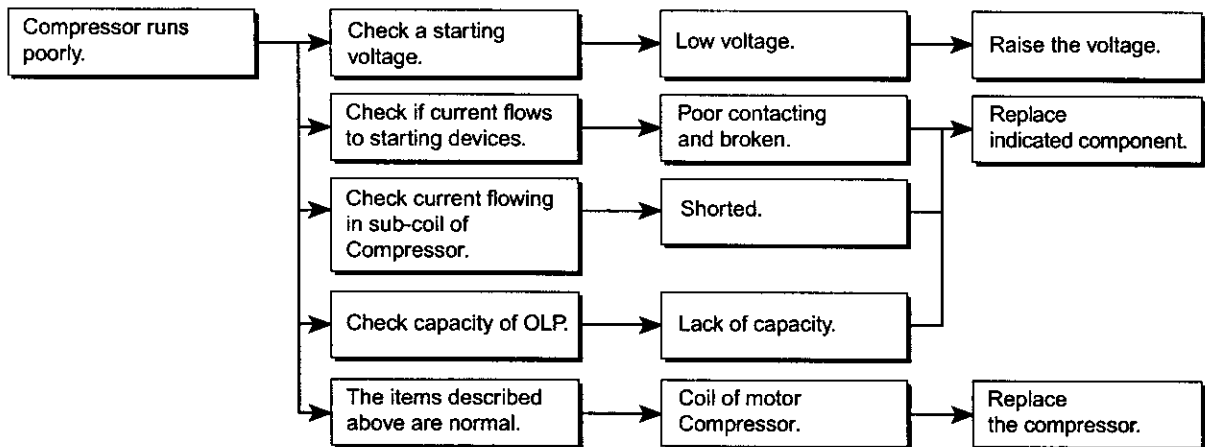 Compressor runs
poorly.
Check a starting
voltage.
Low voltage.
Raise the voltage.
Check if current flows
to starting devices.
Poor contacting
and broken.
Replace
indicated component.
Check current flowing
in sub-coil of
Compressor.
Shorted.
Check capacity of OLP.
Lack of capacity.
The items described
above are normal.
Coil of motor
Compressor.
Replace
the compressor.